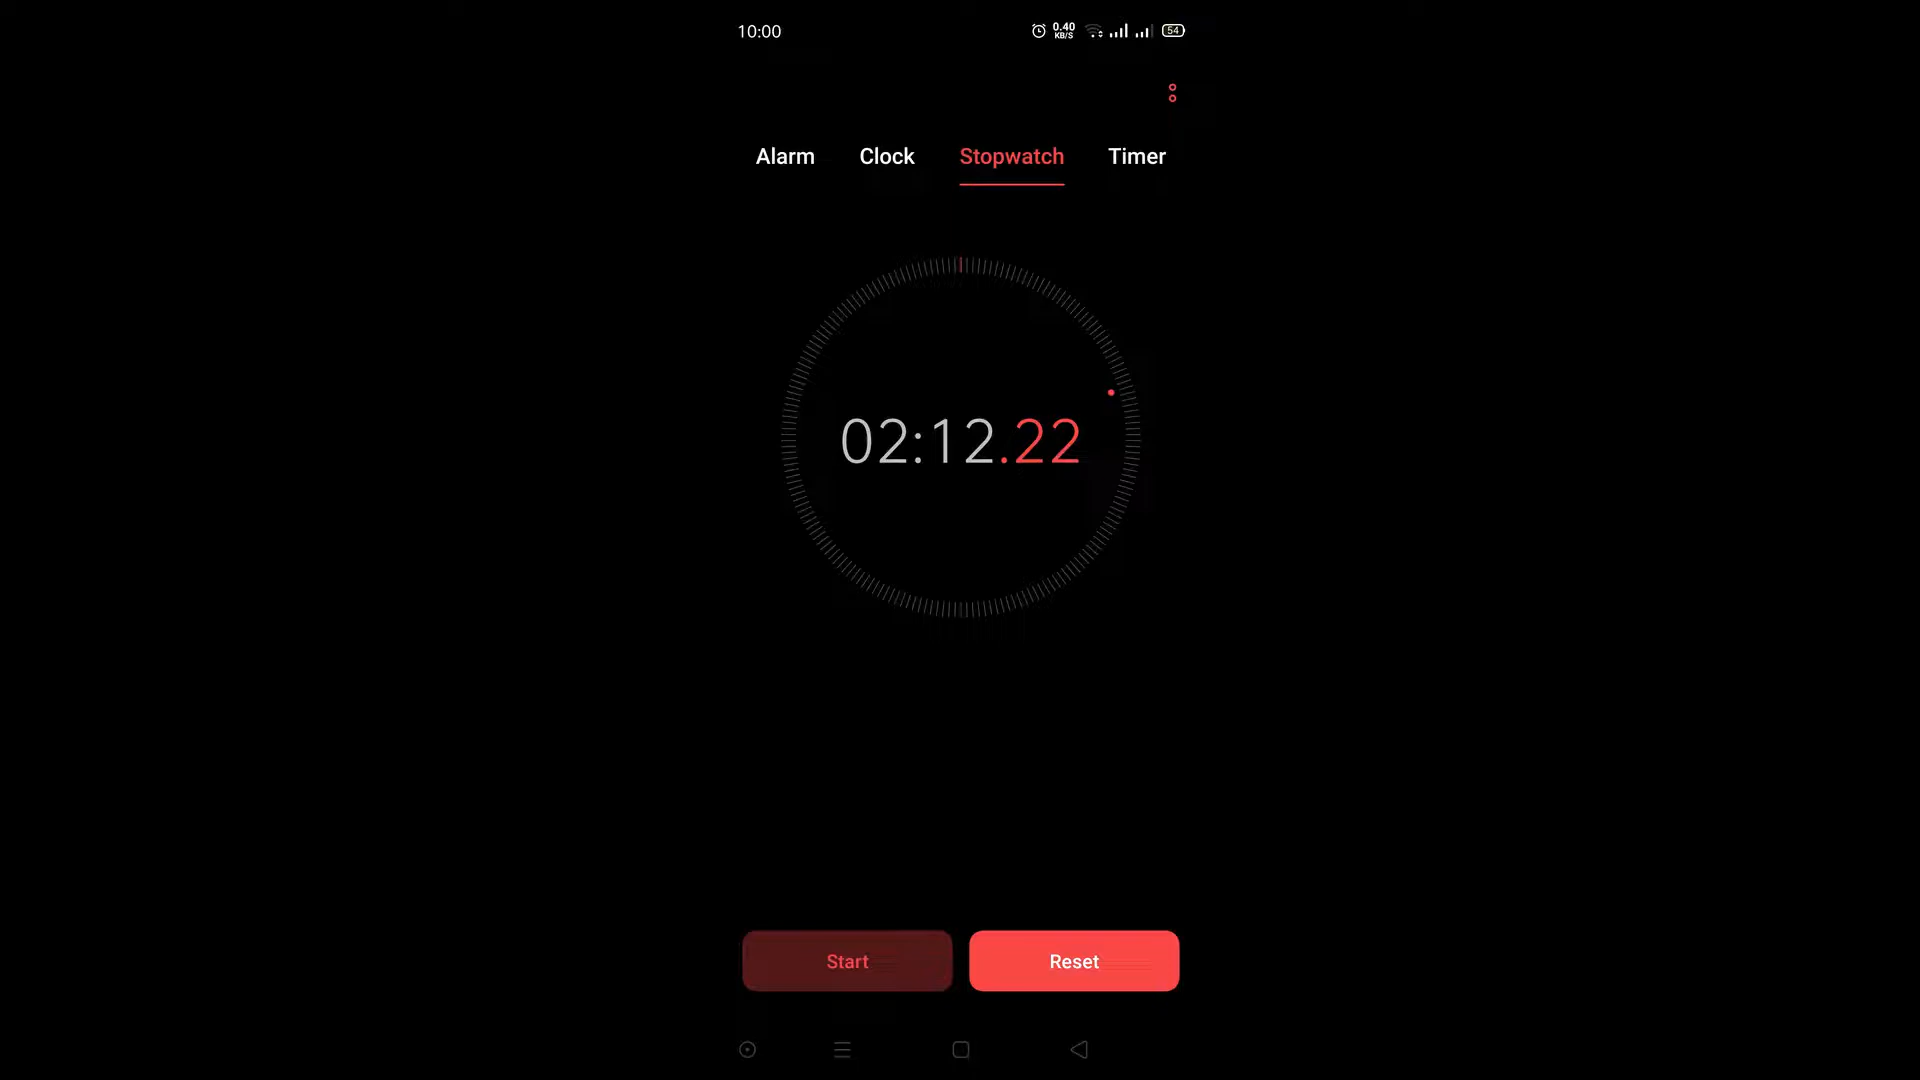 10:00 0.40 KB/S 54
Alarm Clock Stopwatch Timer
02:12.22
Start Reset